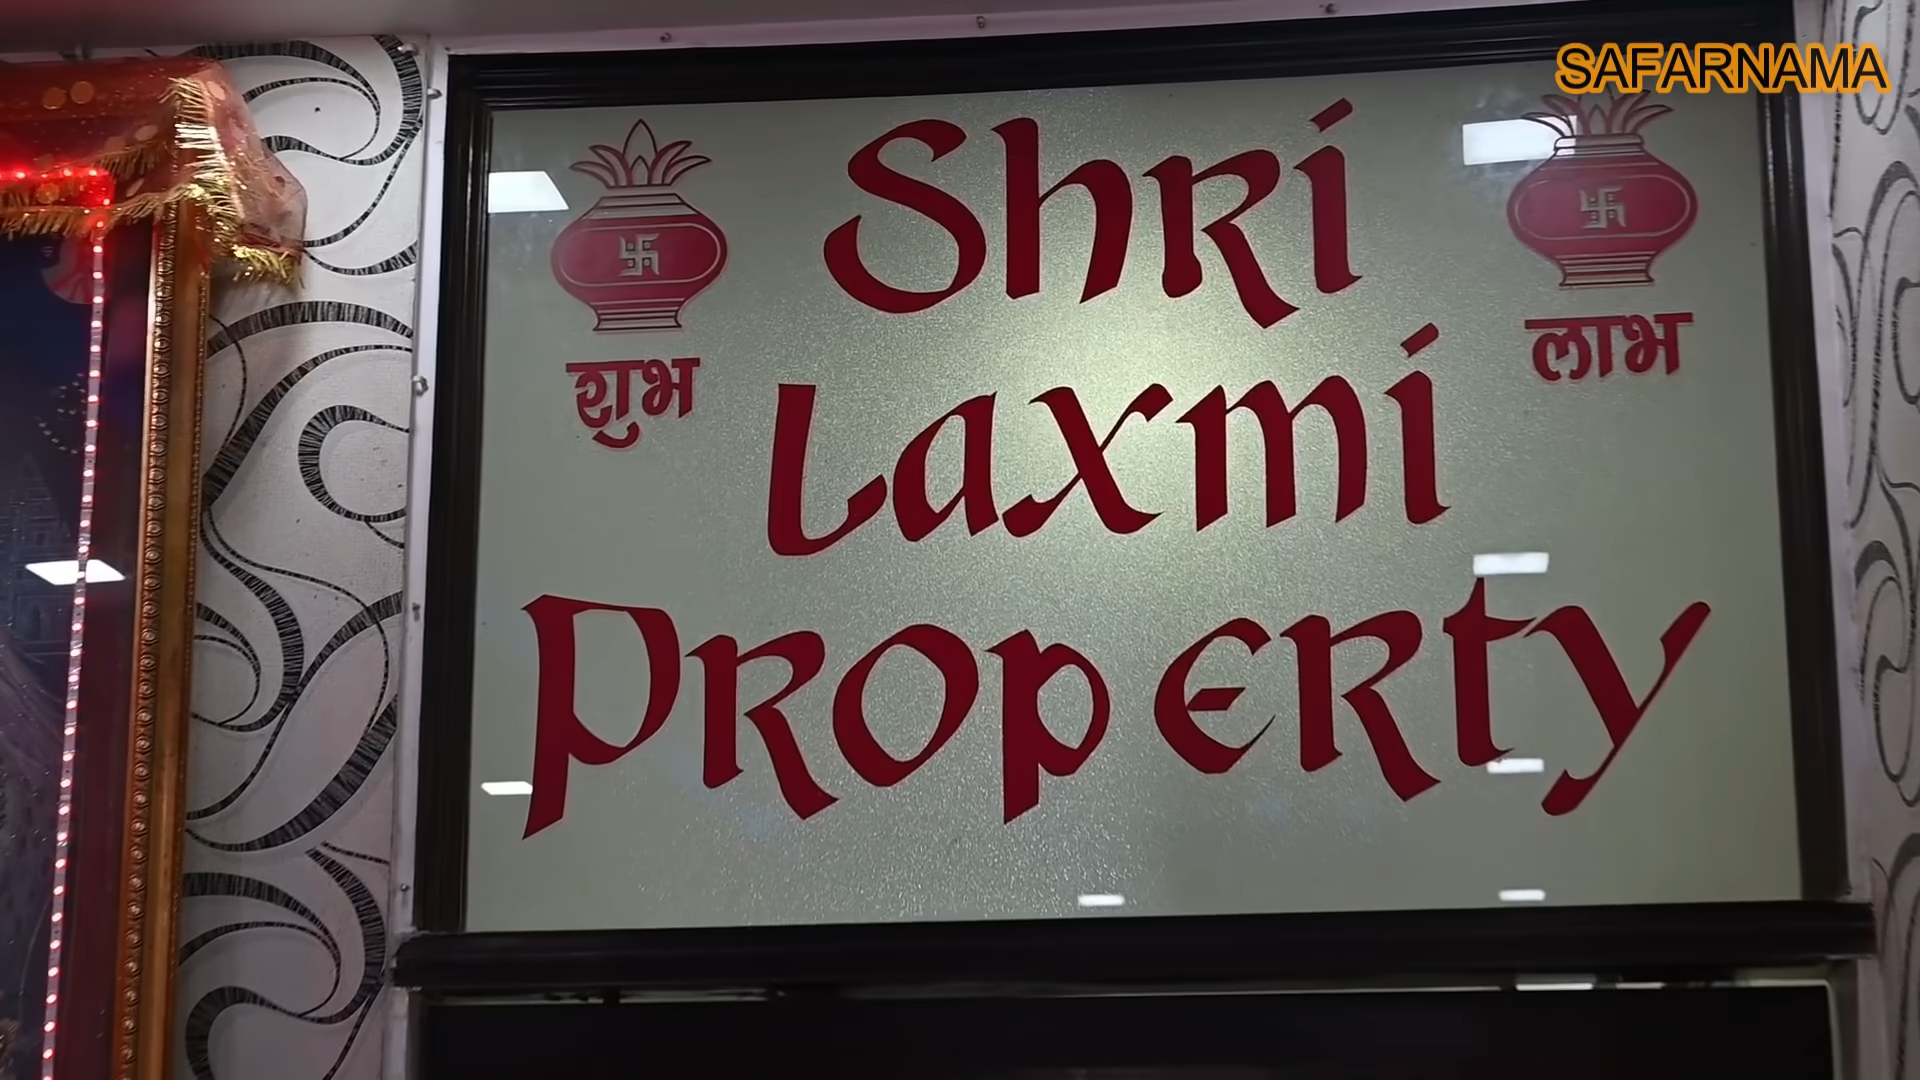 SAFARNAMA
Shri
Laxmi
Property
शुभ
लाभ